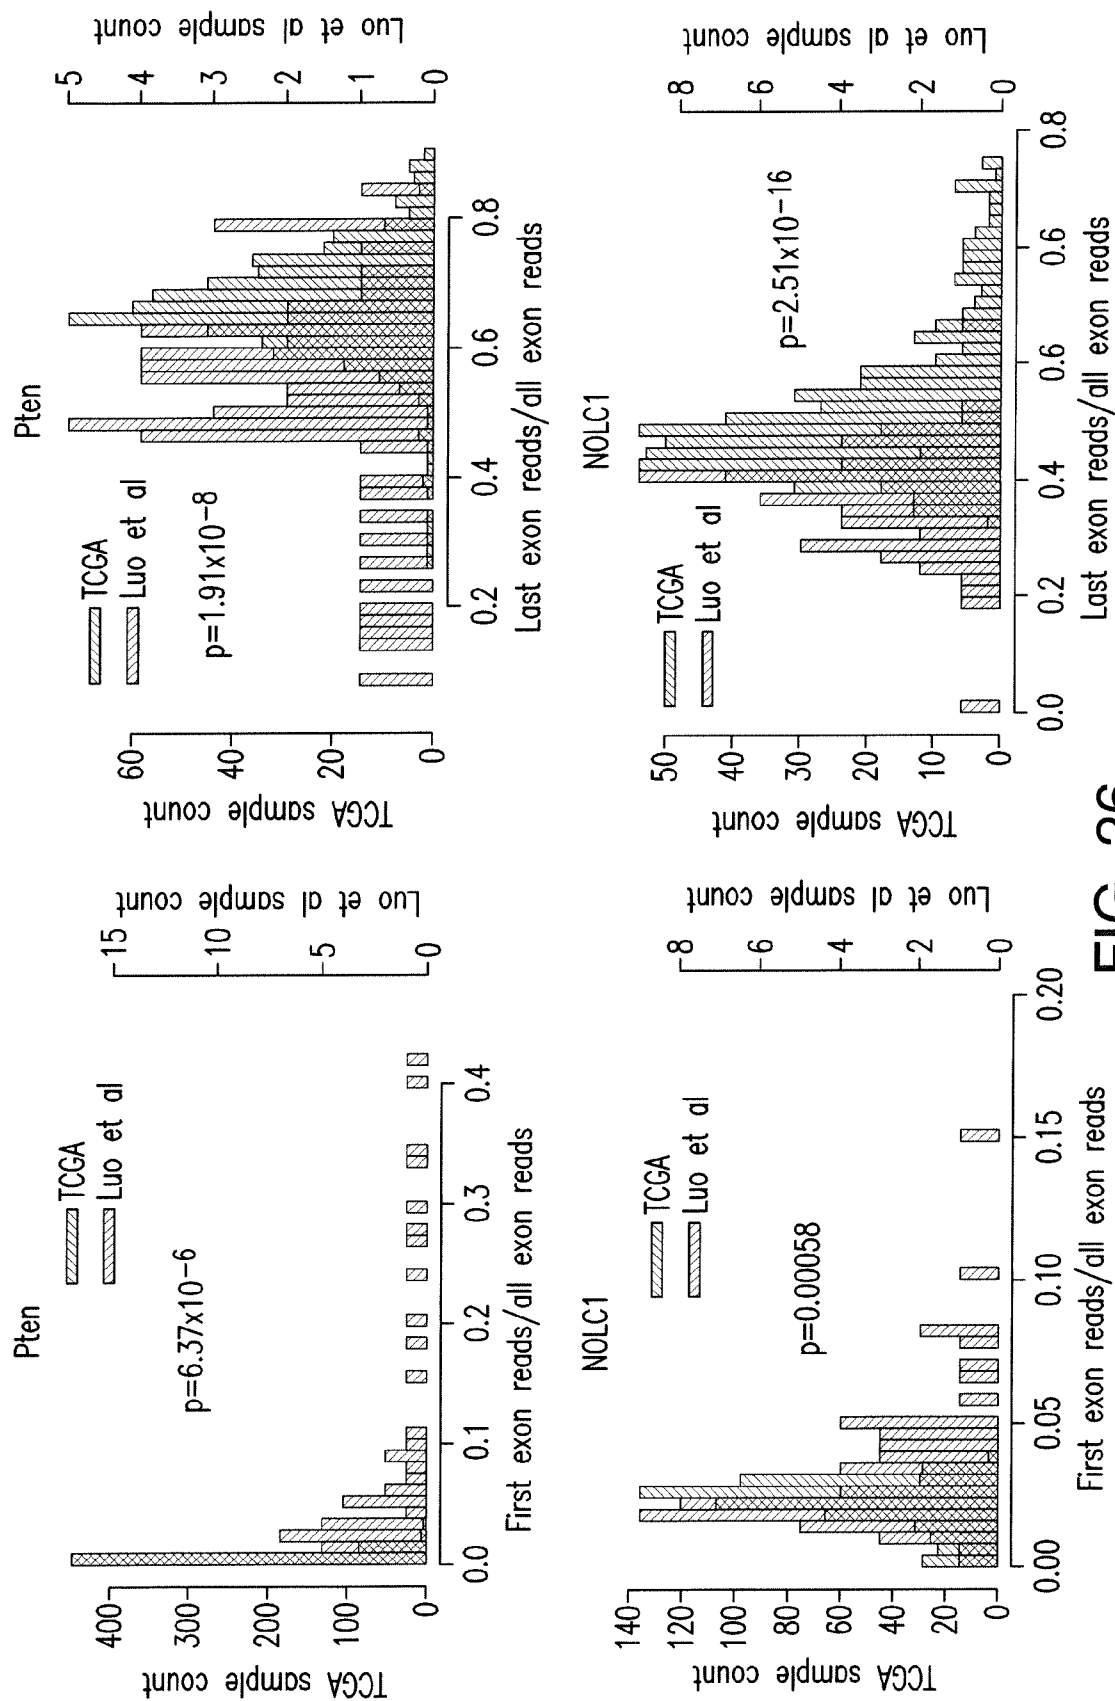 Pten
TCGA
Luo et al
p=6.37x10-6
400
300
200
100
0
TCGA sample count
15
10
5
0
Luo et al sample count
0.0 0.1 0.2 0.3 0.4
First exon reads/all exon reads
Pten
TCGA
Luo et al
p=1.91x10-8
60
40
20
0
TCGA sample count
5
4
3
2
1
0
Luo et al sample count
0.2 0.4 0.6 0.8
Last exon reads/all exon reads
NOLC1
TCGA
Luo et al
p=0.00058
140
120
100
80
60
40
20
0
TCGA sample count
8
6
4
2
0
Luo et al sample count
0.00 0.05 0.10 0.15 0.20
First exon reads/all exon reads
NOLC1
TCGA
Luo et al
p=2.51x10-16
50
40
30
20
10
0
TCGA sample count
8
6
4
2
0
Luo et al sample count
0.0 0.2 0.4 0.6 0.8
Last exon reads/all exon reads
FIG. 26